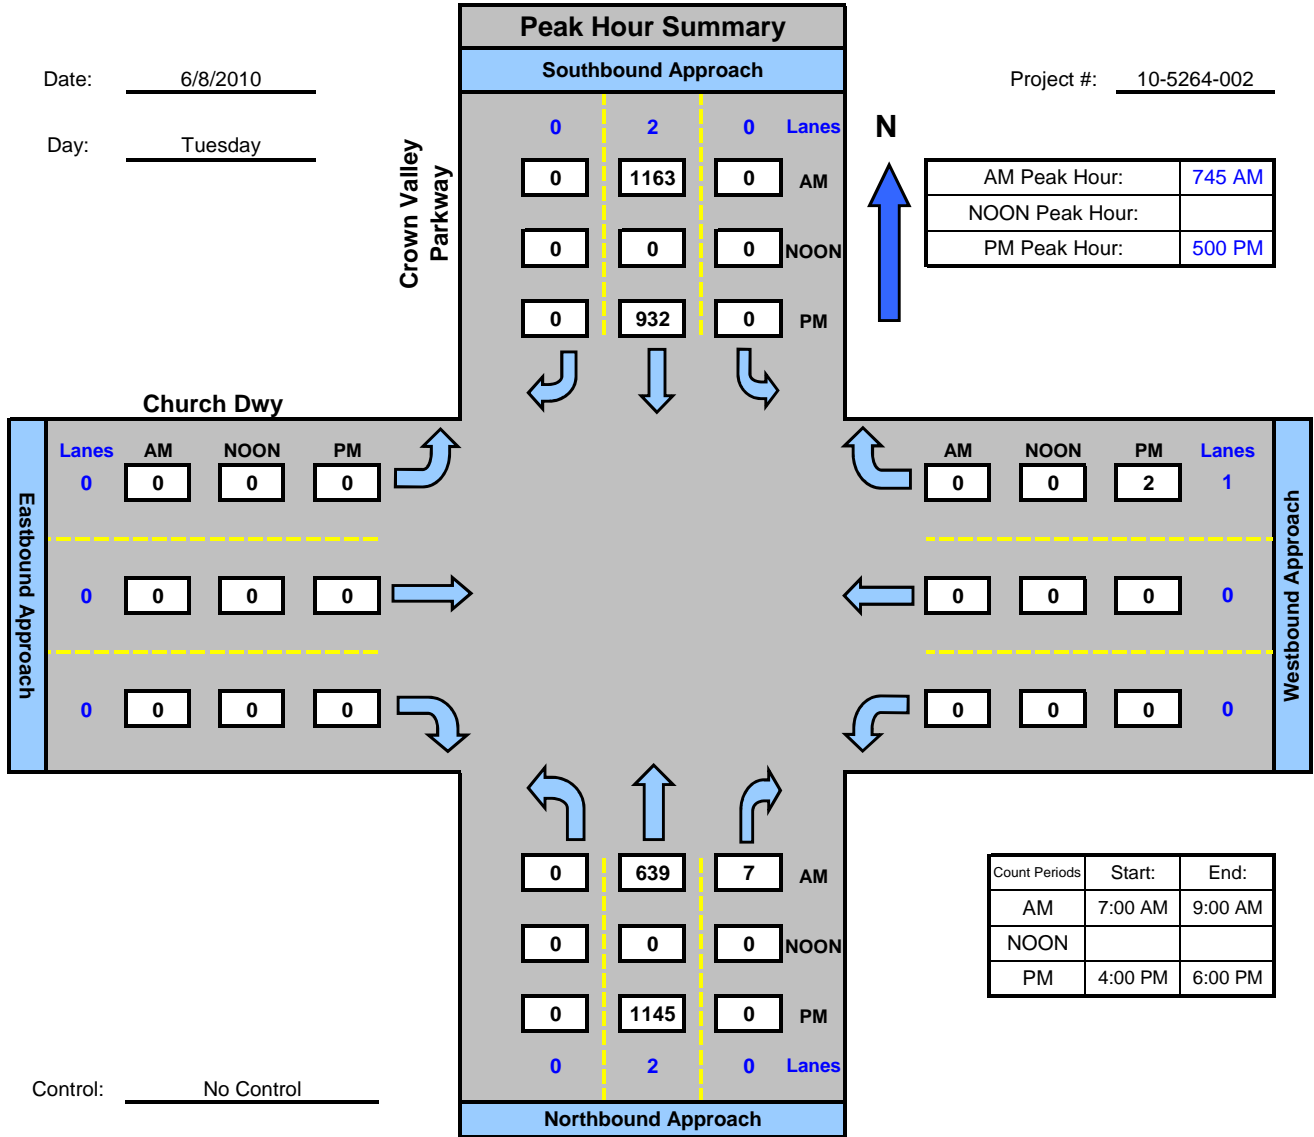 Peak Hour Summary
Southbound Approach
Date: 6/8/2010
Project #: 10-5264-002
Day: Tuesday
Crown Valley
Parkway
0 2 0 Lanes
0 1163 0 AM
0 0 0 NOON
0 932 0 PM
N
AM Peak Hour: 745 AM
NOON Peak Hour:
PM Peak Hour: 500 PM
Church Dwy
Eastbound Approach
Lanes AM NOON PM
0 0 0 0
0 0 0 0
0 0 0 0
AM NOON PM Lanes
0 0 2 1
0 0 0 0
0 0 0 0
Westbound Approach
0 639 7 AM
0 0 0 NOON
0 1145 0 PM
0 2 0 Lanes
Northbound Approach
Count Periods Start: End:
AM 7:00 AM 9:00 AM
NOON
PM 4:00 PM 6:00 PM
Control: No Control